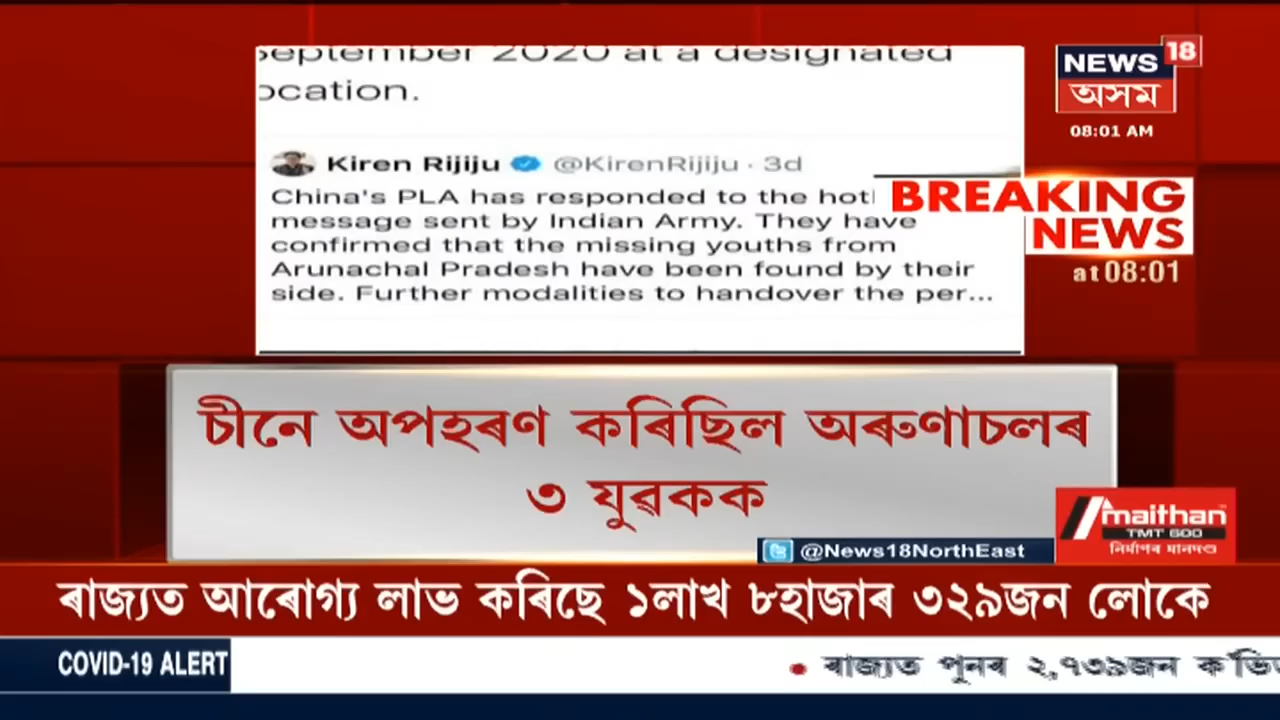 September 2020 at a designated
ocation.
Kiren Rijiju @KirenRijiju · 3d
China's PLA has responded to the hotl
message sent by Indian Army. They have
confirmed that the missing youths from
Arunachal Pradesh have been found by their
side. Further modalities to handover the per...
NEWS 18
অসম
08:01 AM
BREAKING
NEWS
at 08:01
চীনে অপহৰণ কৰিছিল অৰুণাচলৰ
৩ যুৱকক
maithan
TMT 600
নিৰ্মাণৰ মানদণ্ড
@News18NorthEast
ৰাজ্যত আৰোগ্য লাভ কৰিছে ১লাখ ৮হাজাৰ ৩২৯জন লোকে
COVID-19 ALERT
• ৰাজ্যত পুনৰ ২,৭৩৯জন ক'ভিড